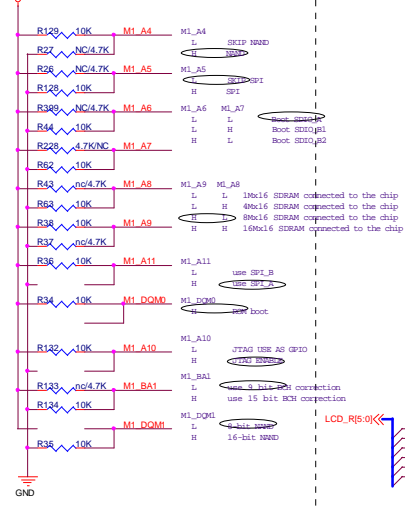 R129 10K M1_A4 M1_A4
L SKIP NAND
R27 NC/4.7K H NAND
R26 NC/4.7K M1_A5 M1_A5
L SKIP SPI
R128 10K H SPI
R399 NC/4.7K M1_A6 M1_A6 M1_A7
L L Boot SDIO_A
R44 10K L H Boot SDIO_B1
H L Boot SDIO_B2
R228 4.7K/NC M1_A7
R62 10K
R43 nc/4.7K M1_A8 M1_A9 M1_A8
L L 1Mx16 SDRAM connected to the chip
R63 10K L H 4Mx16 SDRAM connected to the chip
H L 8Mx16 SDRAM connected to the chip
R38 10K M1_A9 H H 16Mx16 SDRAM connected to the chip
R37 nc/4.7K
R36 10K M1_A11 M1_A11
L use SPI_B
H use SPI_A
R34 10K M1_DQM0 M1_DQM0
H ROM boot
M1_A10
R132 10K M1_A10 L JTAG USE AS GPIO
H JTAG ENABLE
M1_BA1
R133 nc/4.7K M1_BA1 L use 9 bit BCH correction
H use 15 bit BCH correction
R134 10K
M1_DQM1
M1_DQM1 L 8-bit NAND
H 16-bit NAND
R35 10K
LCD_R[5:0]
GND